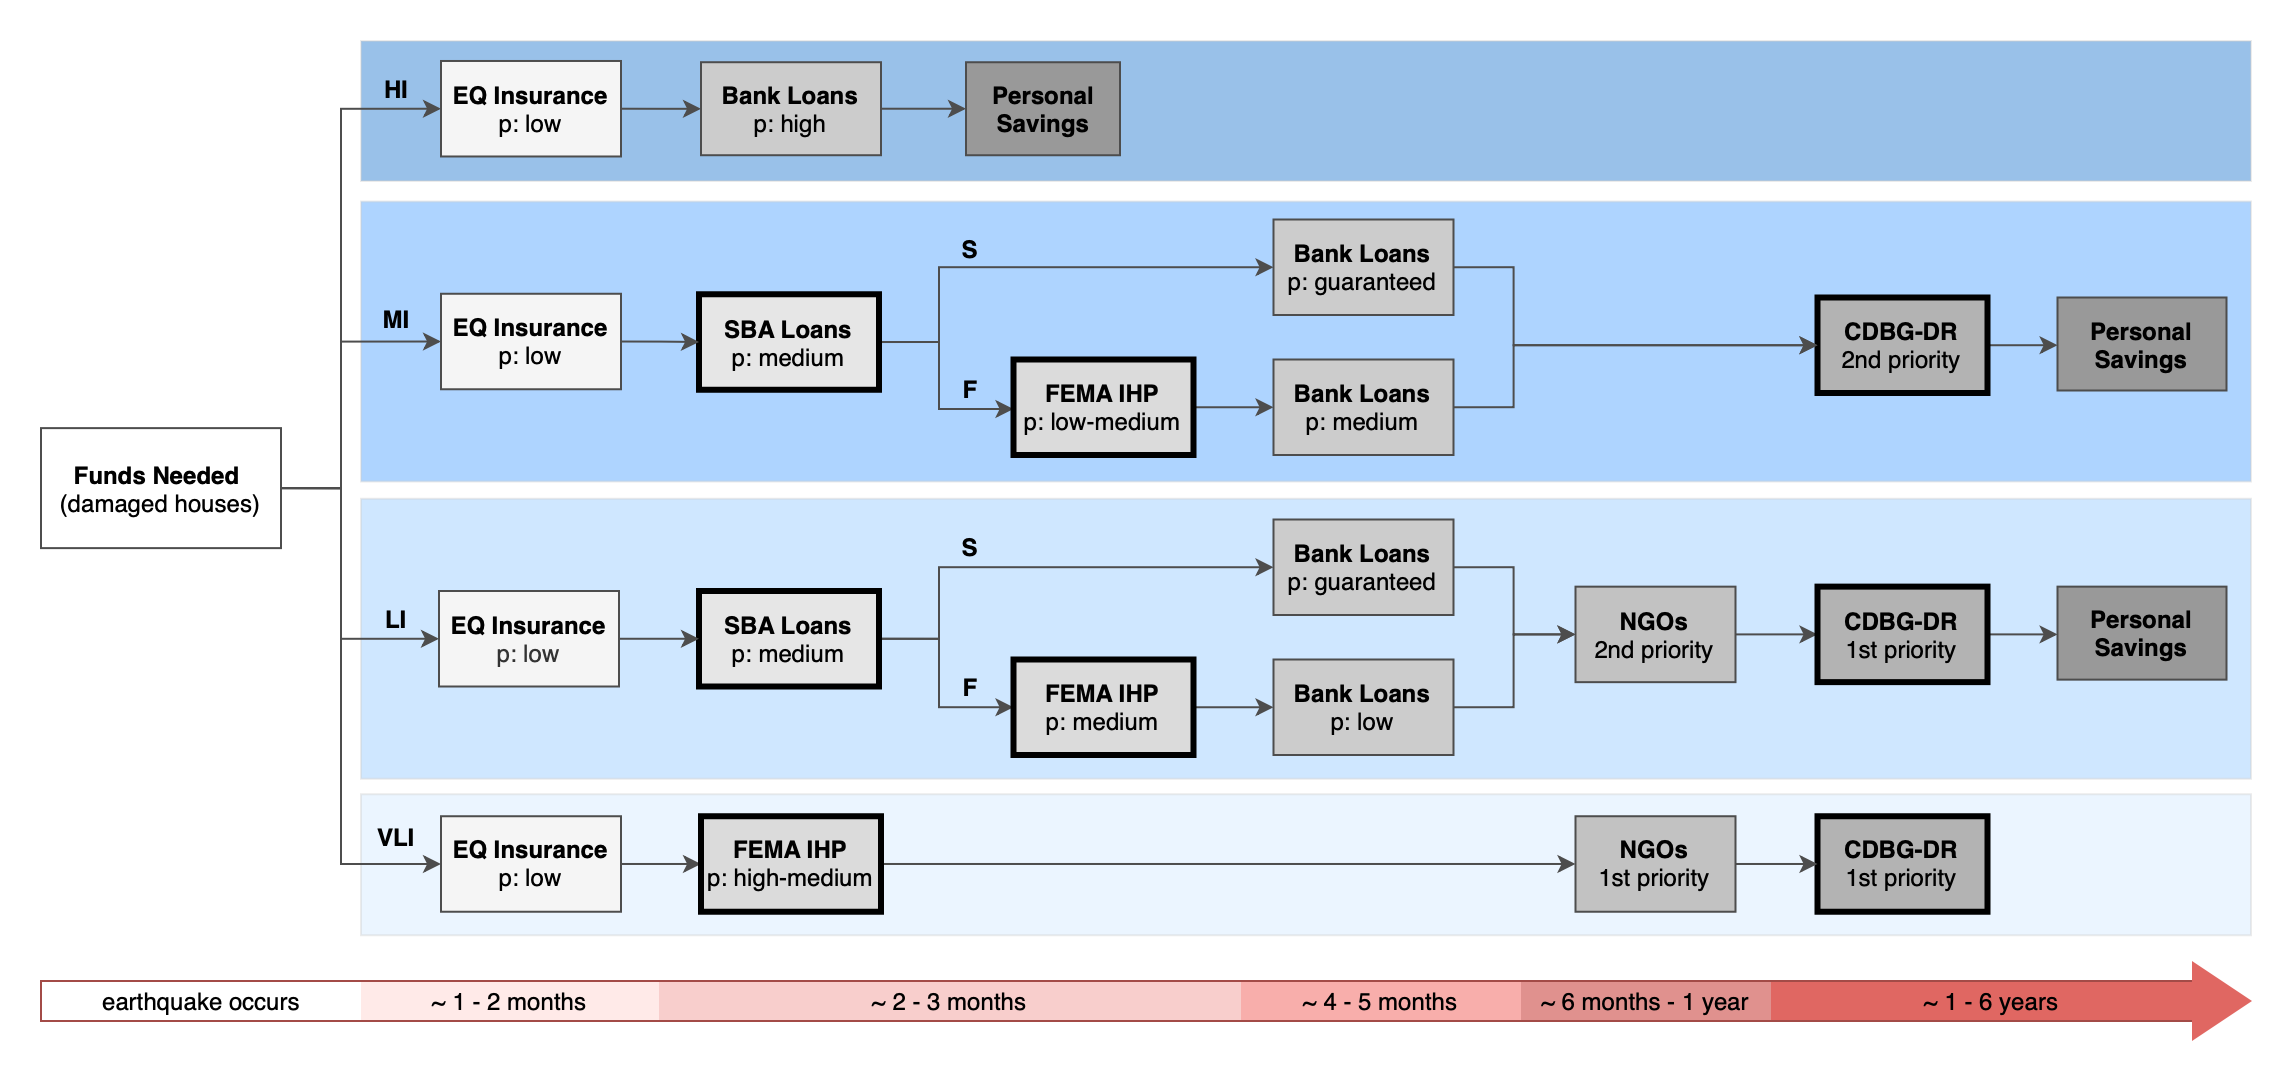 HI
EQ Insurance
p: low
Bank Loans
p: high
Personal
Savings
MI
EQ Insurance
p: low
SBA Loans
p: medium
S
Bank Loans
p: guaranteed
F
FEMA IHP
p: low-medium
Bank Loans
p: medium
CDBG-DR
2nd priority
Personal
Savings
Funds Needed
(damaged houses)
LI
EQ Insurance
p: low
SBA Loans
p: medium
S
Bank Loans
p: guaranteed
F
FEMA IHP
p: medium
Bank Loans
p: low
NGOs
2nd priority
CDBG-DR
1st priority
Personal
Savings
VLI
EQ Insurance
p: low
FEMA IHP
p: high-medium
NGOs
1st priority
CDBG-DR
1st priority
earthquake occurs
~ 1 - 2 months
~ 2 - 3 months
~ 4 - 5 months
~ 6 months - 1 year
~ 1 - 6 years